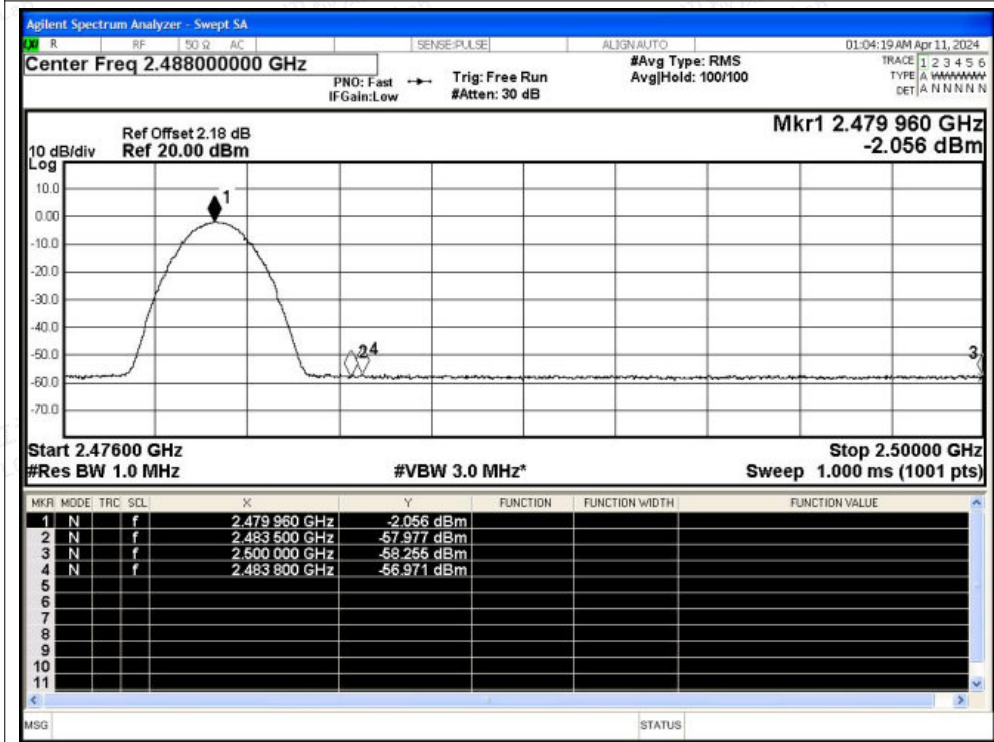 Agilent Spectrum Analyzer - Swept SA
LXI R RF 50 Ω AC SENSE:PULSE ALIGN AUTO 01:04:19 AM Apr 11, 2024
Center Freq 2.488000000 GHz
PNO: Fast
IFGain:Low
Trig: Free Run
#Atten: 30 dB
#Avg Type: RMS
Avg|Hold: 100/100
TRACE 1 2 3 4 5 6
TYPE A WWWWW
DET A N N N N N
Mkr1 2.479 960 GHz
-2.056 dBm
Ref Offset 2.18 dB
10 dB/div Ref 20.00 dBm
Log
10.0
1
0.00
-10.0
-20.0
-30.0
-40.0
-50.0
2 4 3
-60.0
-70.0
Start 2.47600 GHz Stop 2.50000 GHz
#Res BW 1.0 MHz #VBW 3.0 MHz* Sweep 1.000 ms (1001 pts)
MKR MODE TRC SCL X Y FUNCTION FUNCTION WIDTH FUNCTION VALUE
1 N f 2.479 960 GHz -2.056 dBm
2 N f 2.483 500 GHz -57.977 dBm
3 N f 2.500 000 GHz -58.255 dBm
4 N f 2.483 800 GHz -56.971 dBm
5
6
7
8
9
10
11
MSG STATUS